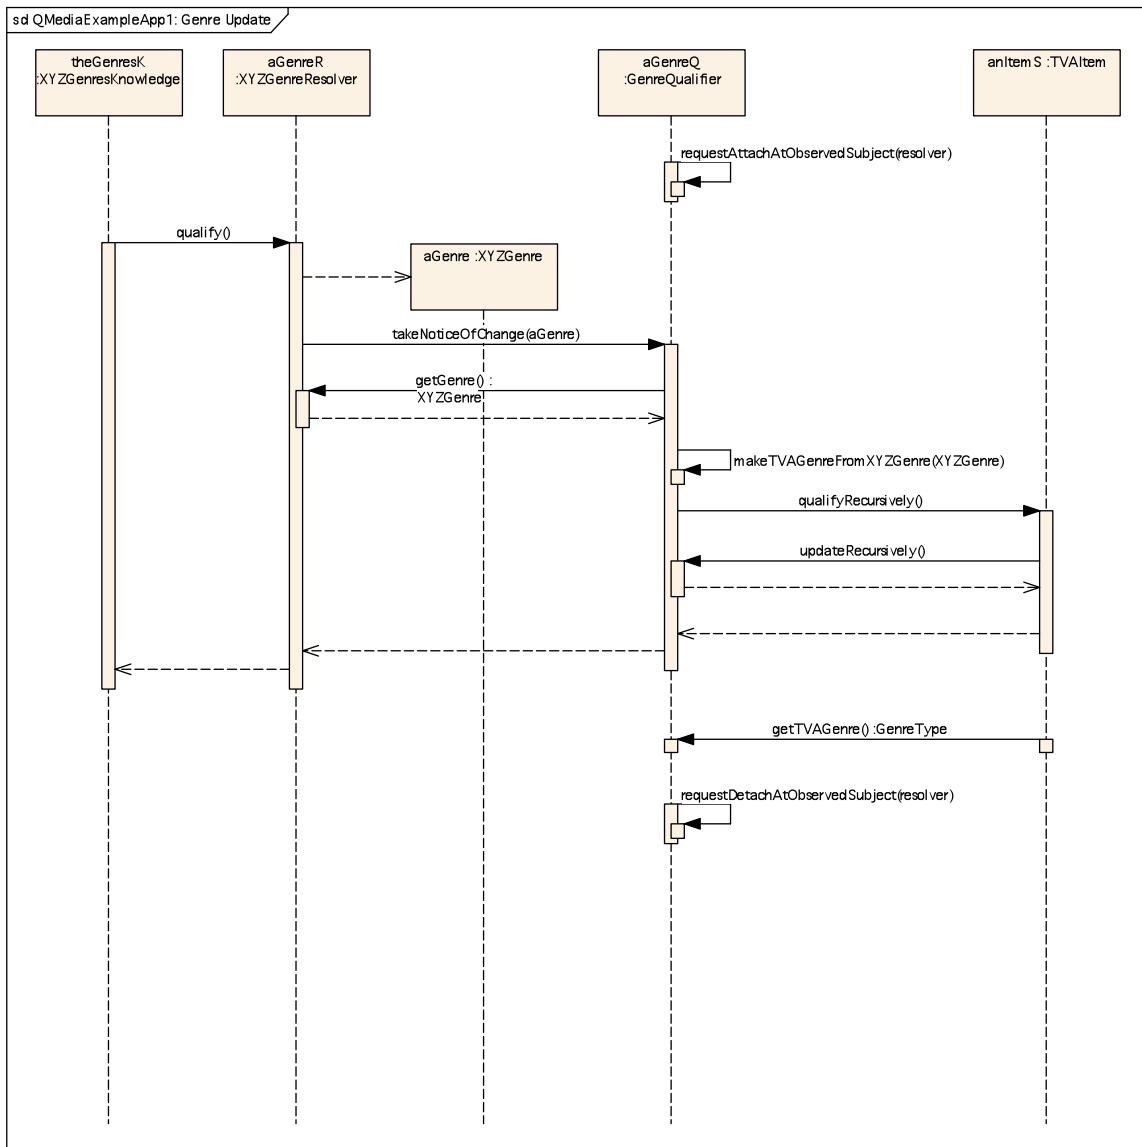 sd QMediaExampleApp1: Genre Update
theGenresK
:XYZGenresKnowledge
aGenreR
:XYZGenreResolver
aGenreQ
:GenreQualifier
anItemS :TVAItem
requestAttachAtObservedSubject(resolver)
qualify()
aGenre :XYZGenre
takeNoticeOfChange(aGenre)
getGenre() :
XYZGenre
makeTVAGenreFromXYZGenre(XYZGenre)
qualifyRecursively()
updateRecursively()
getTVAGenre() :GenreType
requestDetachAtObservedSubject(resolver)